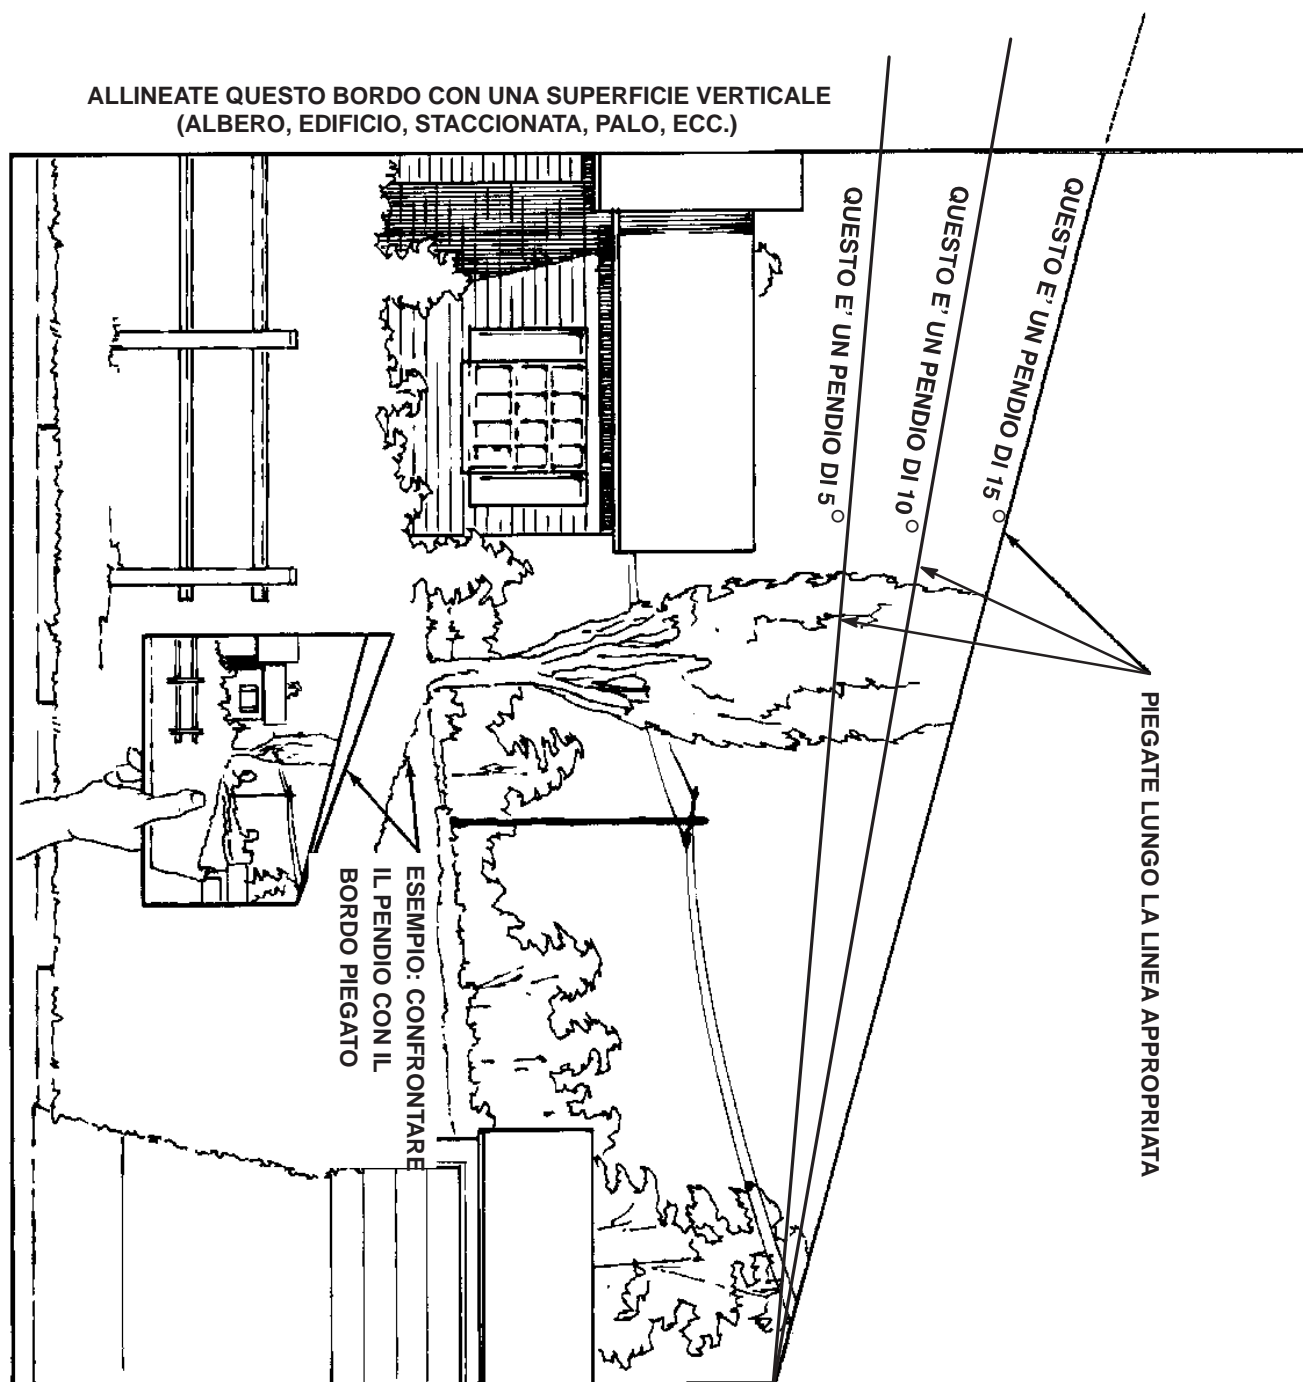 ALLINEATE QUESTO BORDO CON UNA SUPERFICIE VERTICALE
(ALBERO, EDIFICIO, STACCIONATA, PALO, ECC.)
QUESTO E' UN PENDIO DI 15°
QUESTO E' UN PENDIO DI 10°
QUESTO E' UN PENDIO DI 5°
PIEGATE LUNGO LA LINEA APPROPRIATA
ESEMPIO: CONFRONTARE
IL PENDIO CON IL
BORDO PIEGATO